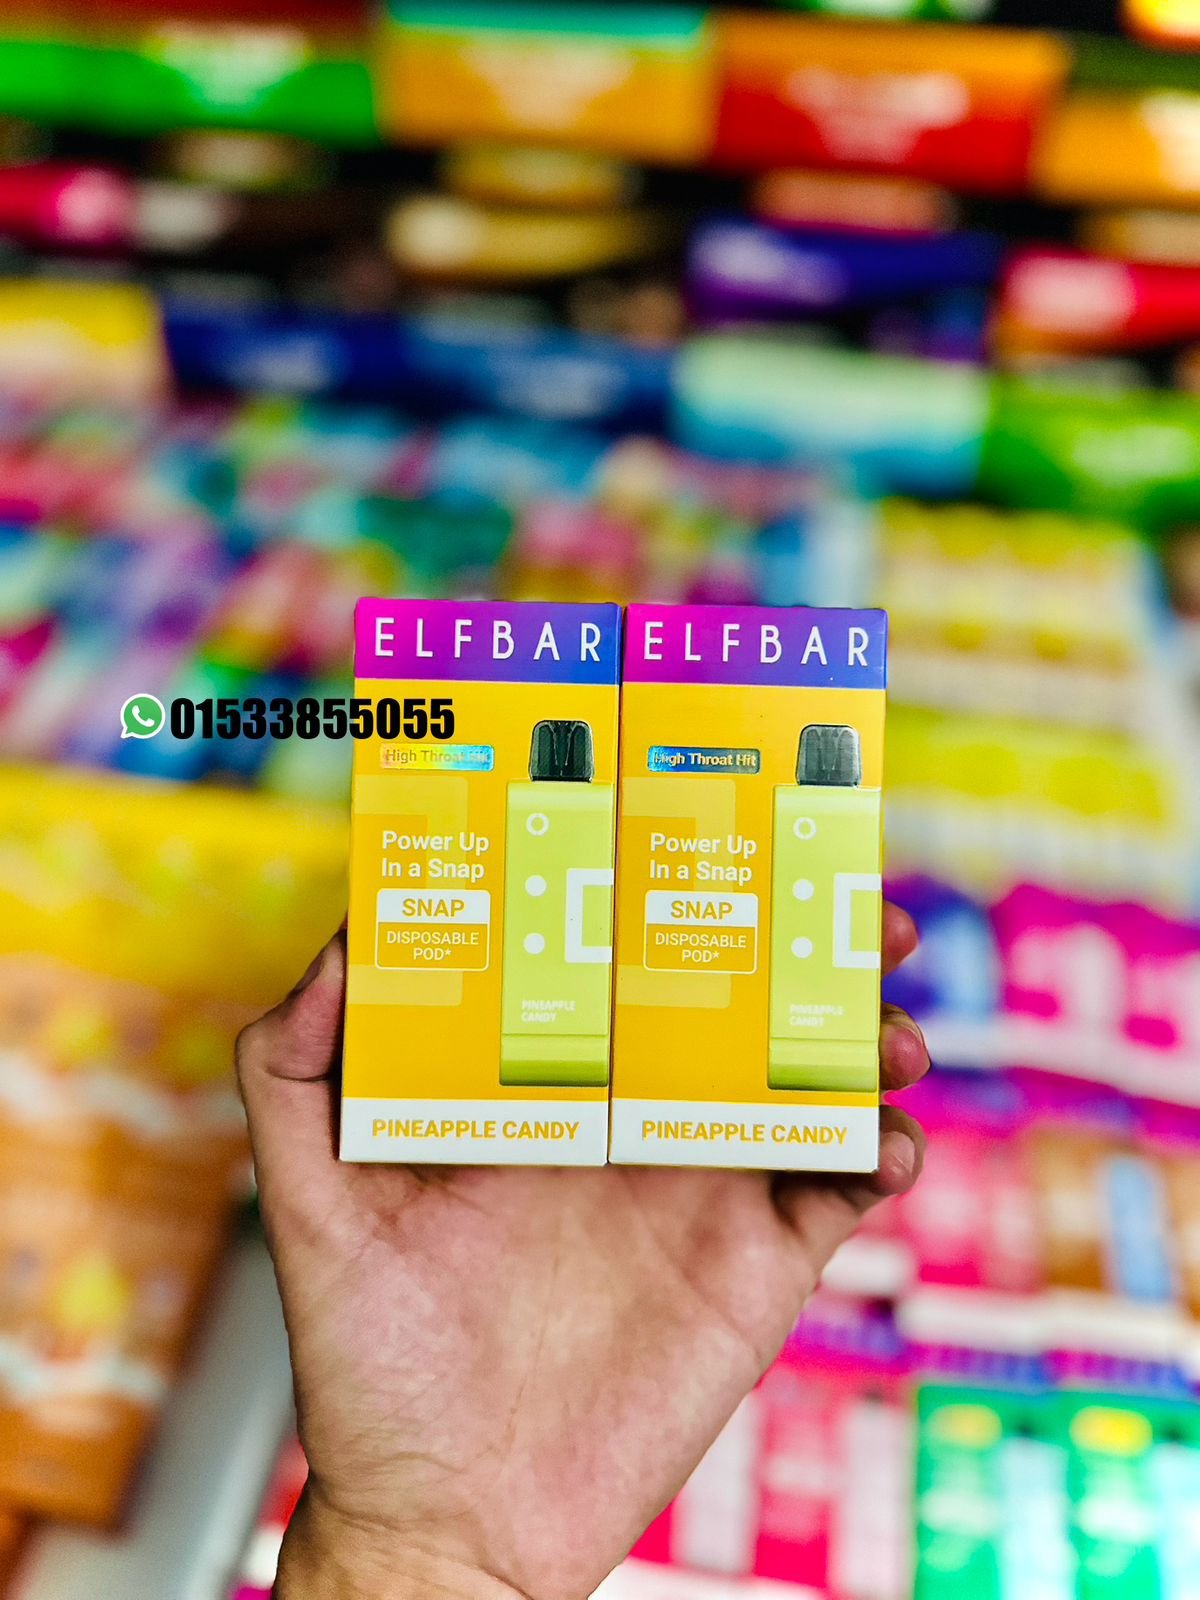 ELFBAR
01533855055
High Throat Hit
Power Up
In a Snap
SNAP
DISPOSABLE
POD*
PINEAPPLE
CANDY
PINEAPPLE CANDY
ELFBAR
High Throat Hit
Power Up
In a Snap
SNAP
DISPOSABLE
POD*
PINEAPPLE
CANDY
PINEAPPLE CANDY